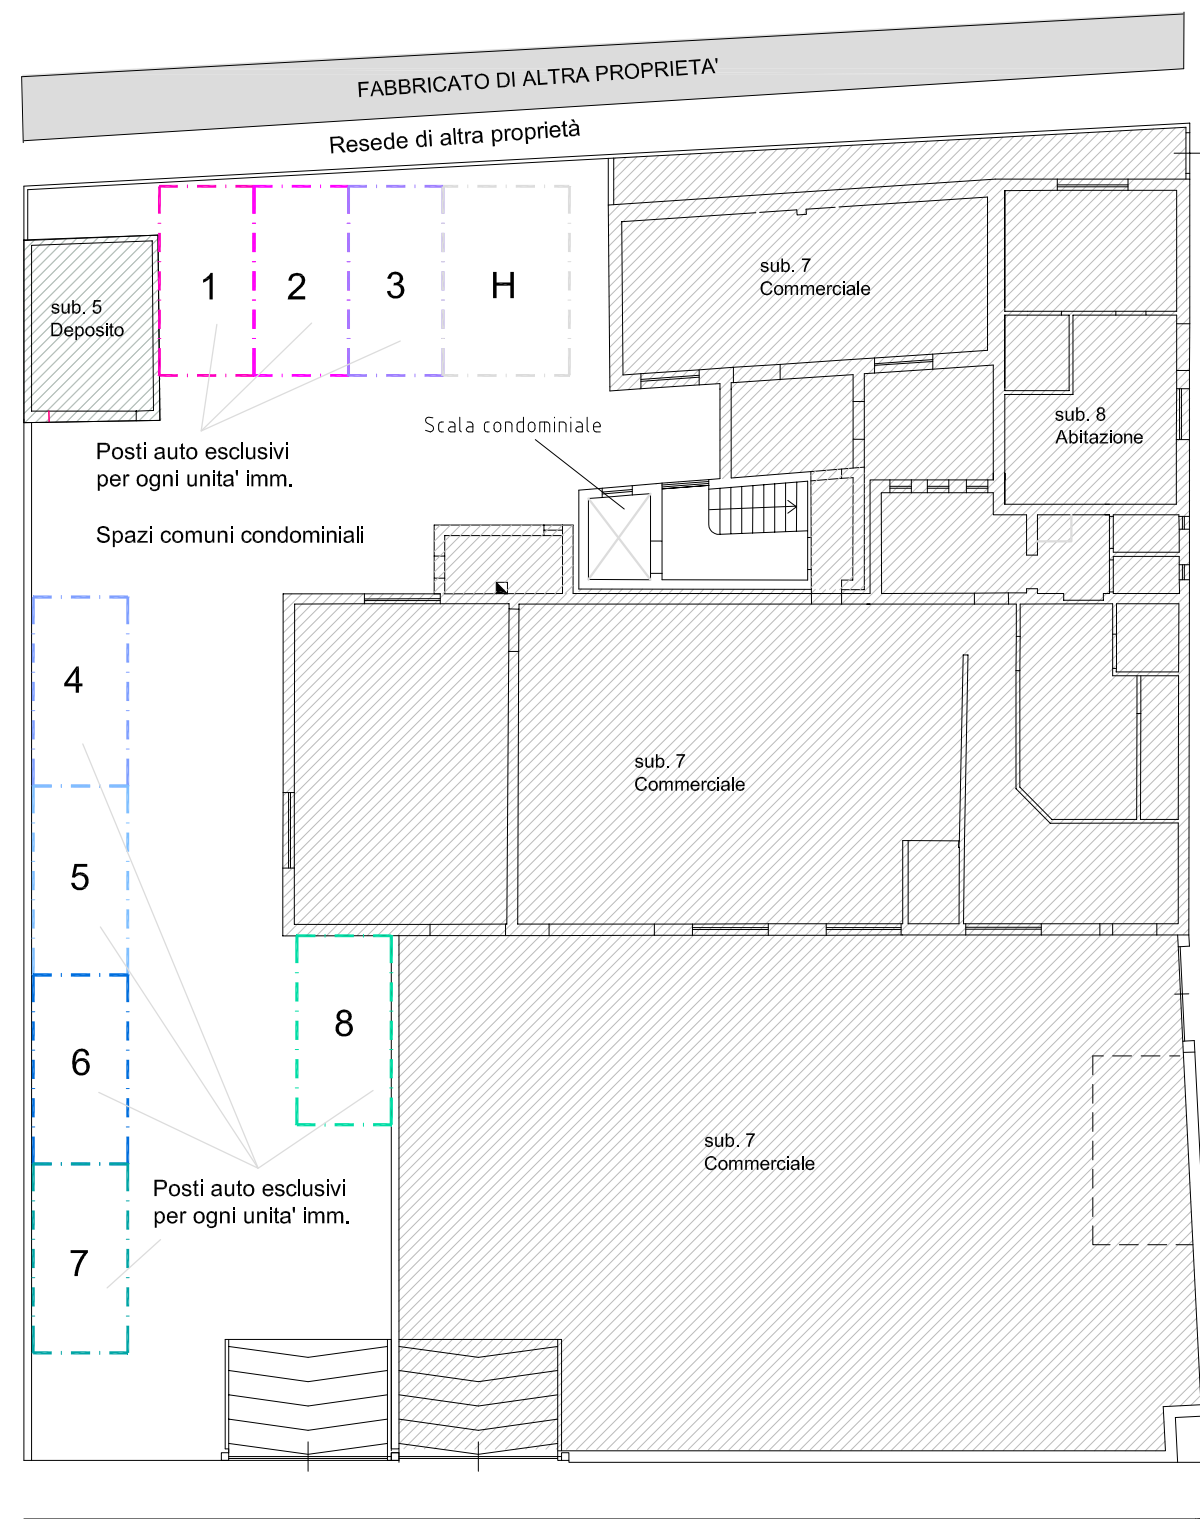 FABBRICATO DI ALTRA PROPRIETA'
Resede di altra proprietà
1
2
3
H
sub. 7
Commerciale
sub. 5
Deposito
sub. 8
Abitazione
Scala condominiale
Posti auto esclusivi
per ogni unita' imm.
Spazi comuni condominiali
4
sub. 7
Commerciale
5
8
6
sub. 7
Commerciale
Posti auto esclusivi
per ogni unita' imm.
7